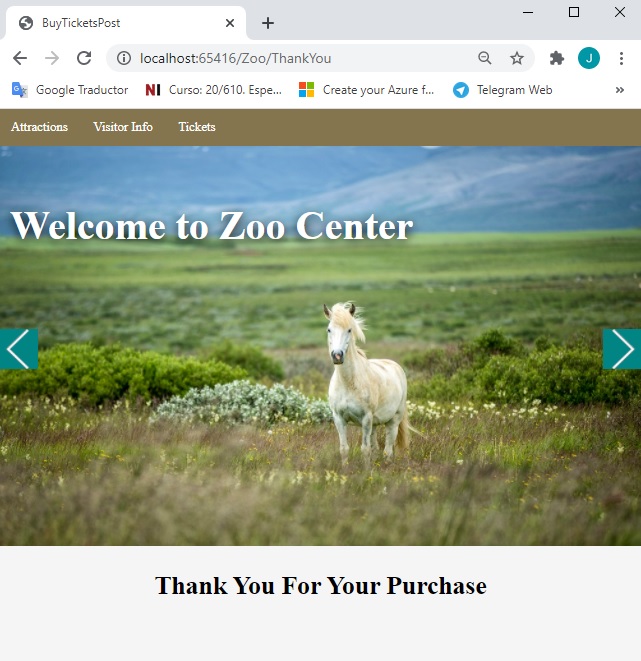 BuyTicketsPost
localhost:65416/Zoo/ThankYou
J
Google Traductor
NI Curso: 20/610. Espe...
Create your Azure f...
Telegram Web
»
Attractions Visitor Info Tickets
Welcome to Zoo Center
Thank You For Your Purchase